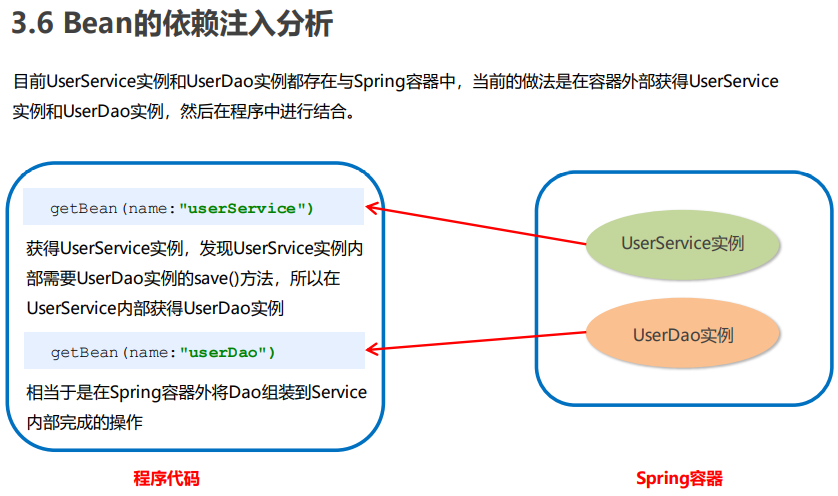 3.6 Bean的依赖注入分析
目前UserService实例和UserDao实例都存在与Spring容器中，当前的做法是在容器外部获得UserService
实例和UserDao实例，然后在程序中进行结合。
getBean(name:"userService")
获得UserService实例，发现UserSrvice实例内
部需要UserDao实例的save()方法，所以在
UserService内部获得UserDao实例
getBean(name:"userDao")
相当于是在Spring容器外将Dao组装到Service
内部完成的操作
程序代码
UserService实例
UserDao实例
Spring容器